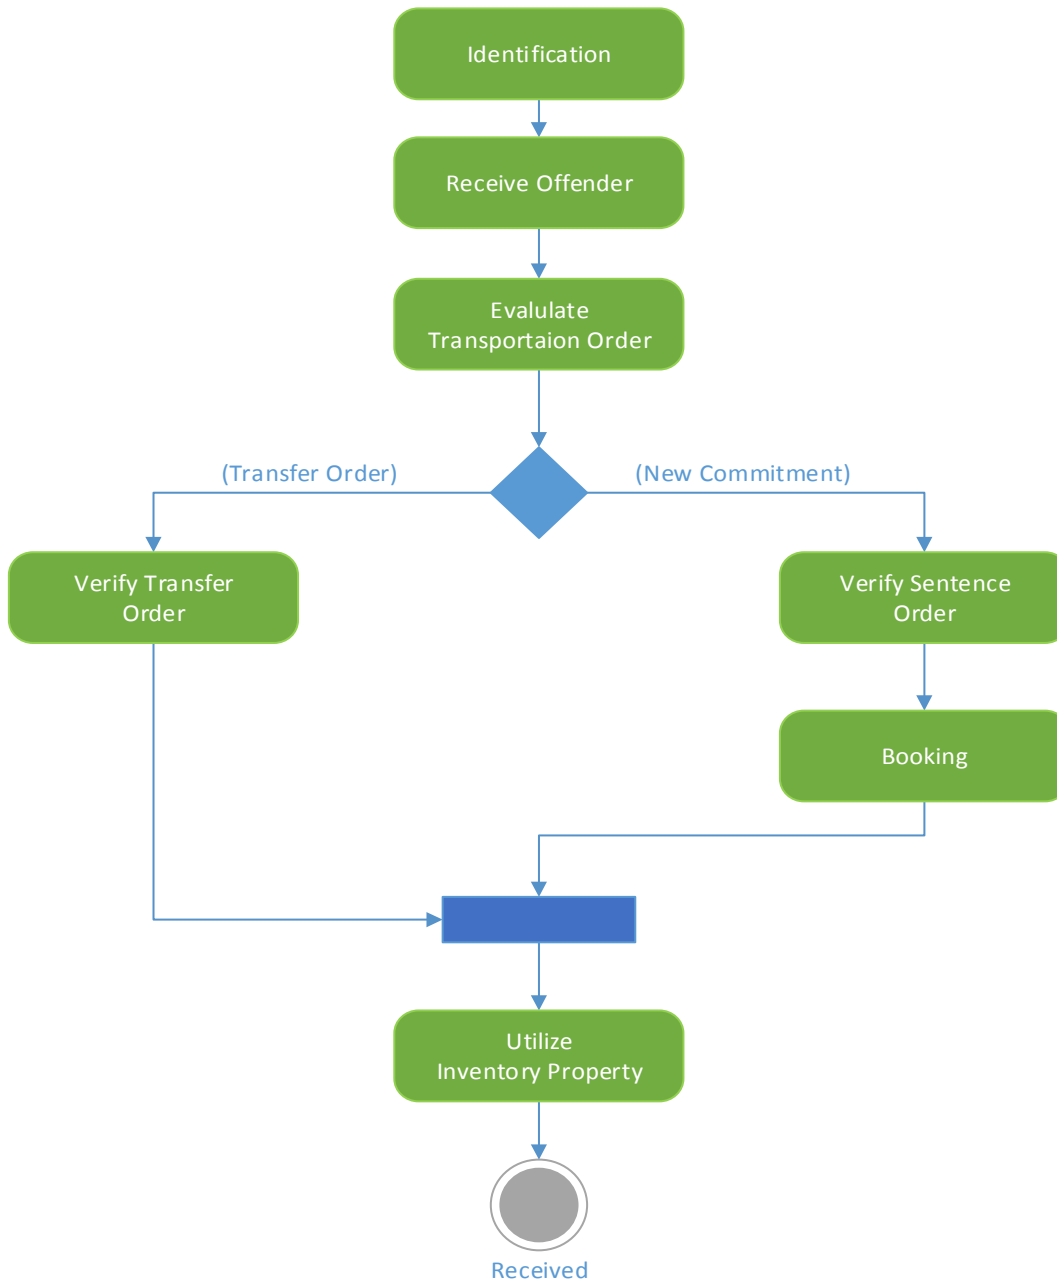 Identification
Receive Offender
Evalulate
Transportaion Order
(Transfer Order)
(New Commitment)
Verify Transfer
Order
Verify Sentence
Order
Booking
Utilize
Inventory Property
Received